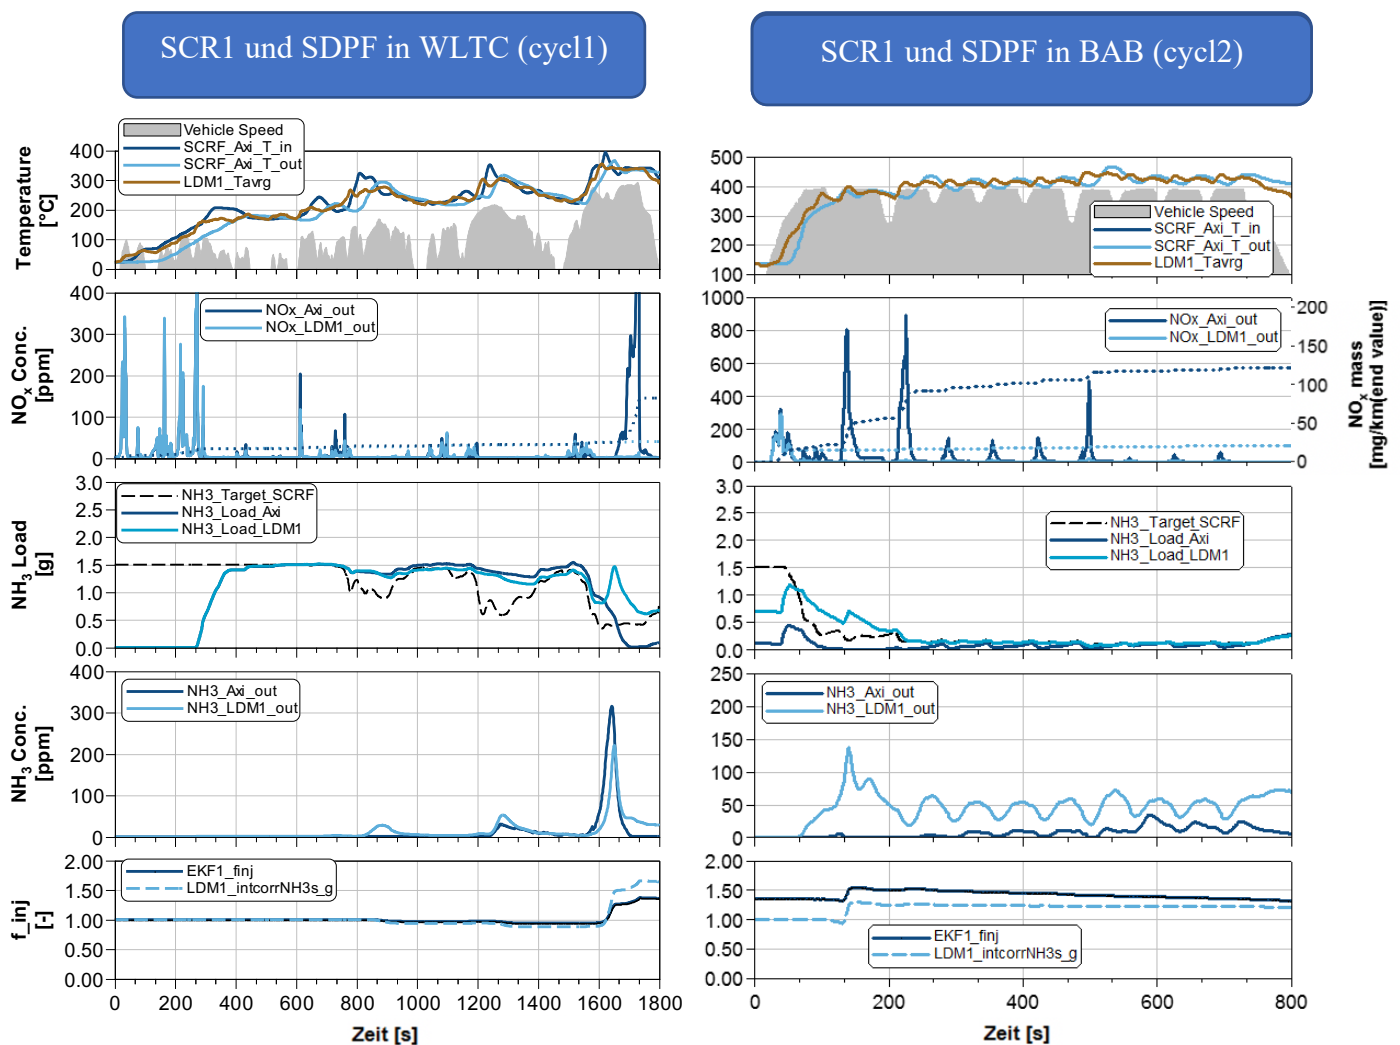 SCR1 und SDPF in WLTC (cycl1)
SCR1 und SDPF in BAB (cycl2)
Temperature
[°C]
400
300
200
100
0
Vehicle Speed
SCRF_Axi_T_in
SCRF_Axi_T_out
LDM1_Tavrg
500
400
300
200
100
Vehicle Speed
SCRF_Axi_T_in
SCRF_Axi_T_out
LDM1_Tavrg
NOx Conc.
[ppm]
400
300
200
100
0
NOx_Axi_out
NOx_LDM1_out
1000
800
600
400
200
0
NOx_Axi_out
NOx_LDM1_out
200
150
100
50
0
NOx mass
[mg/km(end value)]
NH3 Load
[g]
3.0
2.5
2.0
1.5
1.0
0.5
0.0
NH3_Target_SCRF
NH3_Load_Axi
NH3_Load_LDM1
3.0
2.5
2.0
1.5
1.0
0.5
0.0
NH3_Target_SCRF
NH3_Load_Axi
NH3_Load_LDM1
NH3 Conc.
[ppm]
400
300
200
100
0
NH3_Axi_out
NH3_LDM1_out
250
200
150
100
50
0
NH3_Axi_out
NH3_LDM1_out
f_inj
[-]
2.00
1.50
1.00
0.50
0.00
EKF1_finj
LDM1_intcorrNH3s_g
2.00
1.50
1.00
0.50
0.00
EKF1_finj
LDM1_intcorrNH3s_g
0 200 400 600 800 1000 1200 1400 1600 1800
Zeit [s]
0 200 400 600 800
Zeit [s]